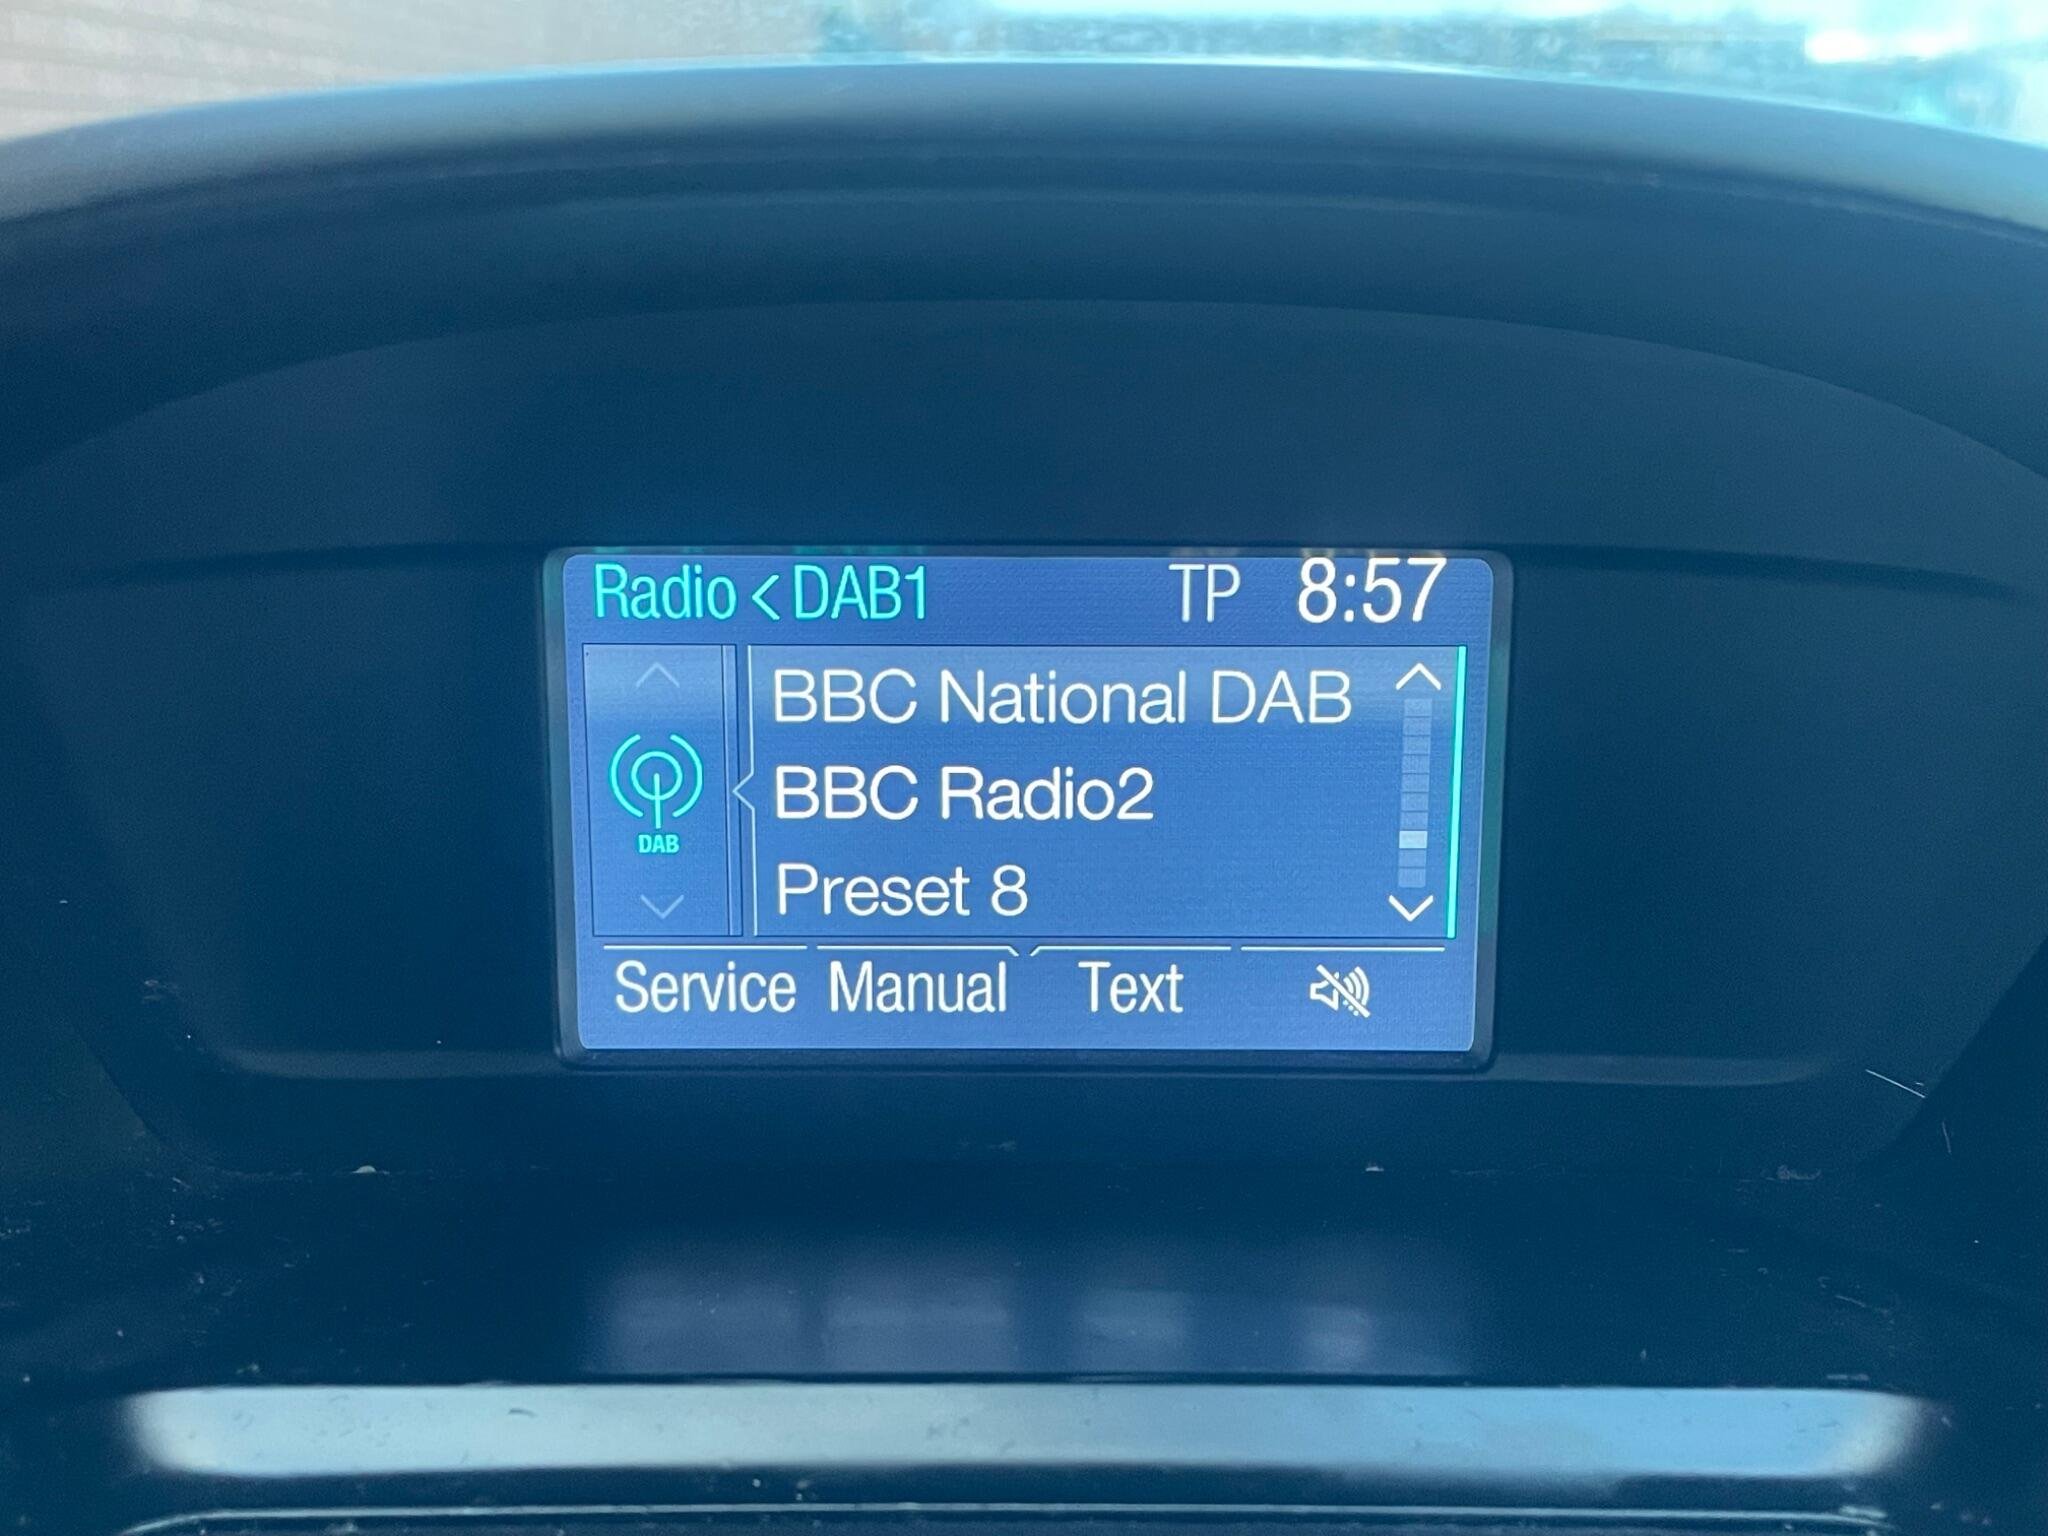 Radio < DAB1 TP 8:57
BBC National DAB
BBC Radio2
DAB
Preset 8
Service Manual Text